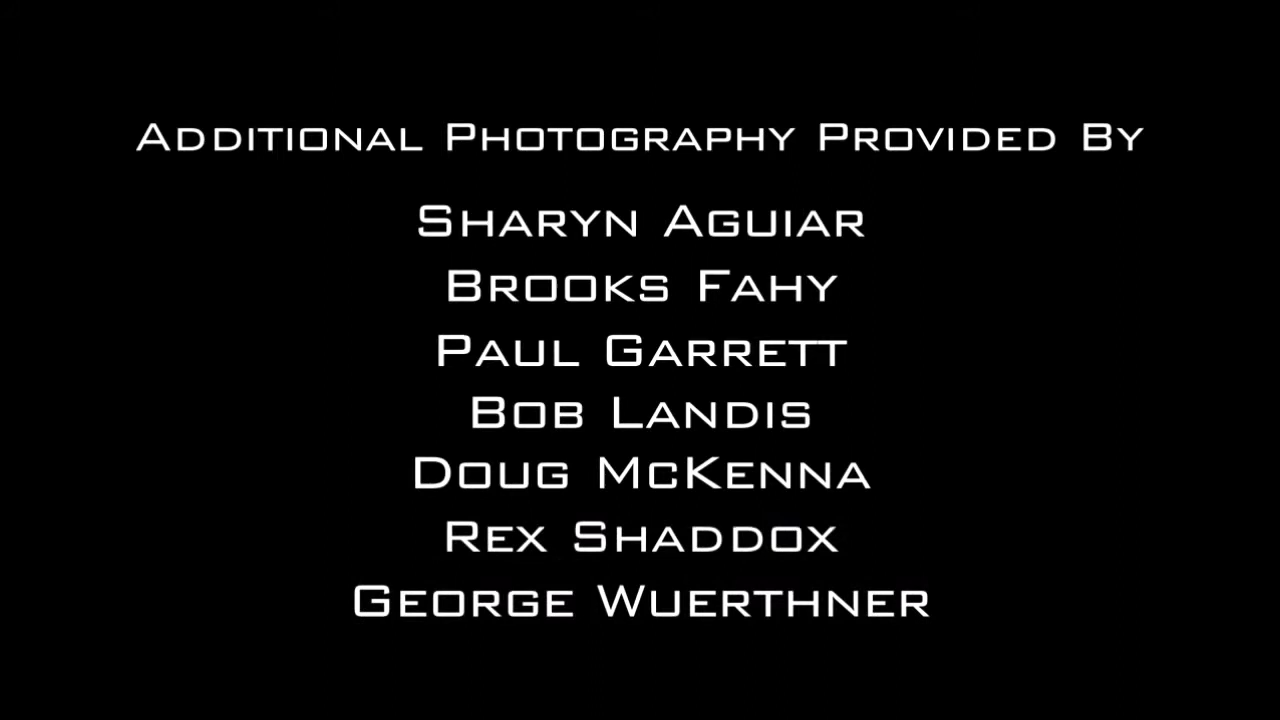 Additional Photography Provided By
Sharyn Aguiar
Brooks Fahy
Paul Garrett
Bob Landis
Doug McKenna
Rex Shaddox
George Wuerthner